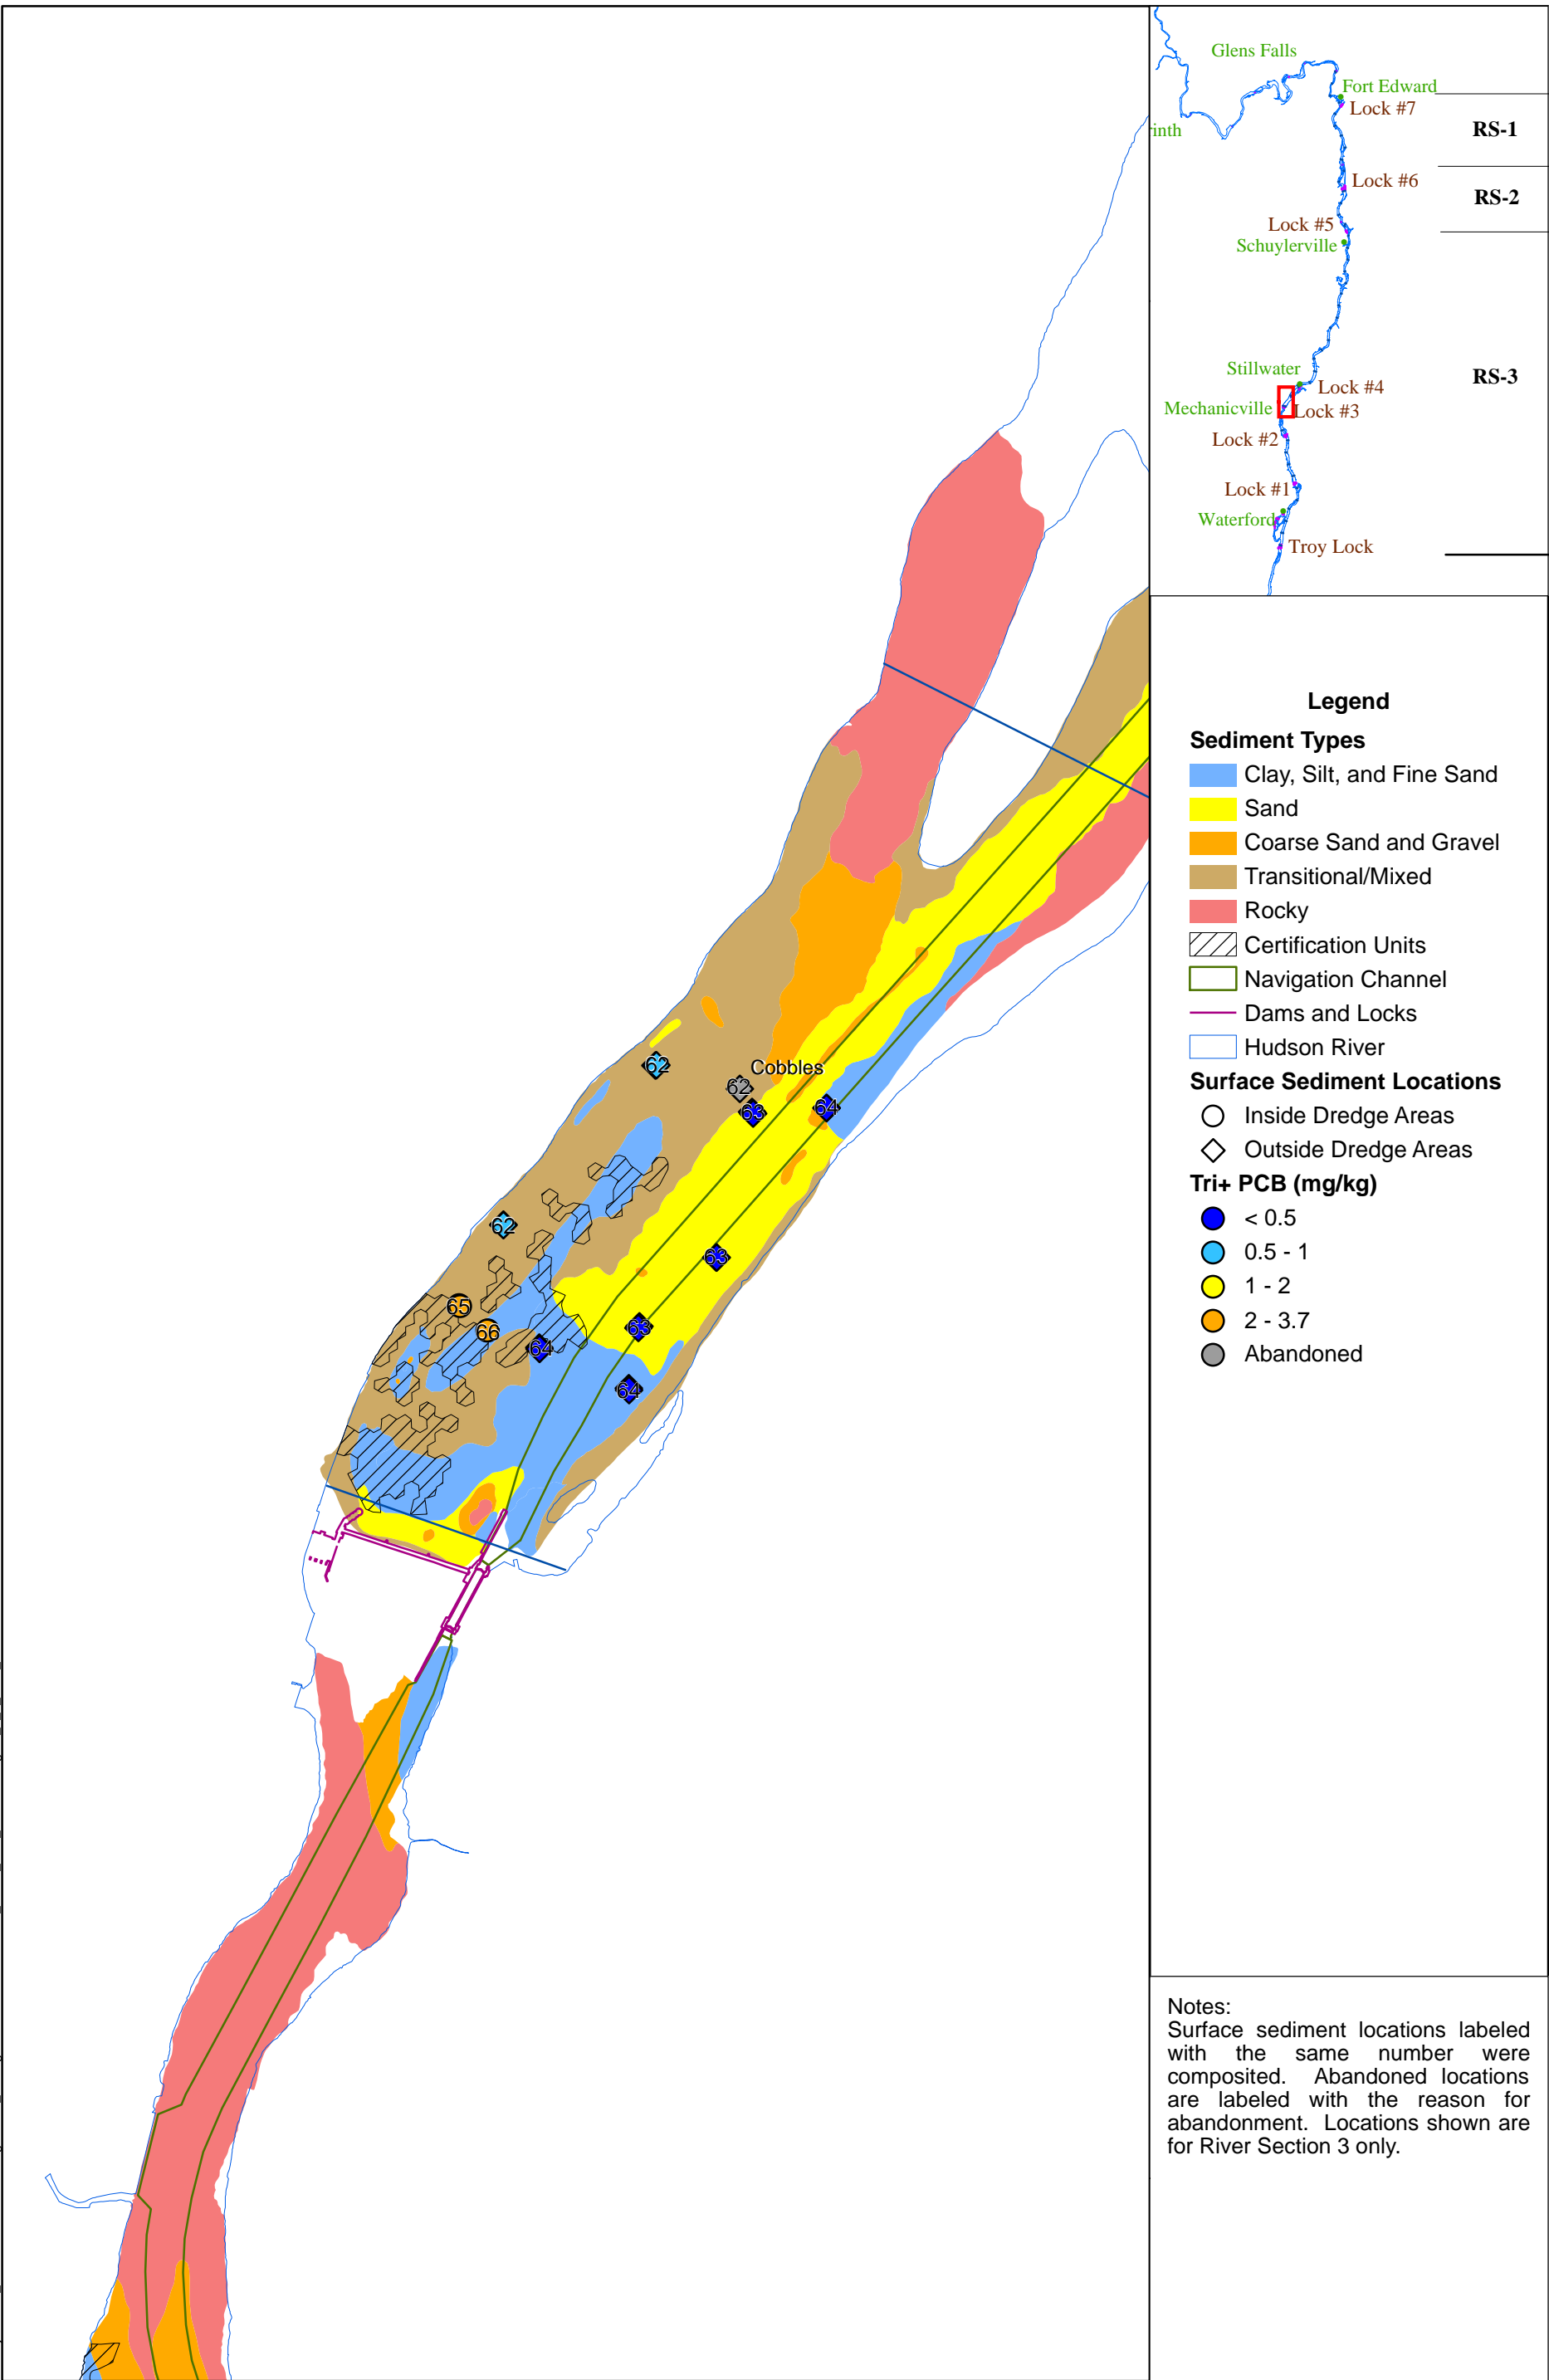 Glens Falls
Fort Edward
Lock #7
rinth
RS-1
Lock #6
RS-2
Lock #5
Schuylerville
Stillwater
RS-3
Lock #4
Mechanicville
Lock #3
Lock #2
Lock #1
Waterford
Troy Lock
Legend
Sediment Types
Clay, Silt, and Fine Sand
Sand
Coarse Sand and Gravel
Transitional/Mixed
Rocky
Certification Units
Navigation Channel
Dams and Locks
Hudson River
Surface Sediment Locations
Inside Dredge Areas
Outside Dredge Areas
Tri+ PCB (mg/kg)
< 0.5
0.5 - 1
1 - 2
2 - 3.7
Abandoned
62
Cobbles
62
63
64
62
63
65
66
63
64
64
Notes:
Surface sediment locations labeled
with the same number were
composited. Abandoned locations
are labeled with the reason for
abandonment. Locations shown are
for River Section 3 only.